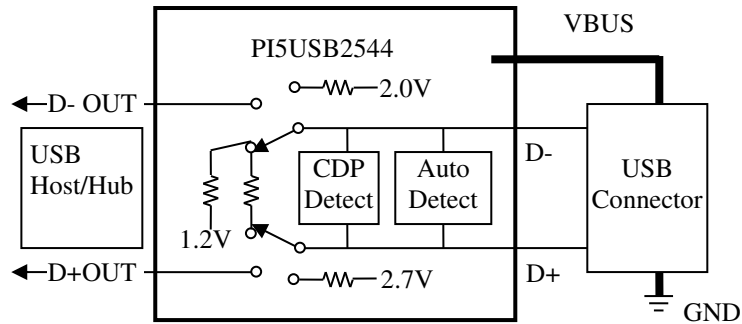 VBUS
PI5USB2544
2.0V
D- OUT
USB
Host/Hub
CDP
Detect
Auto
Detect
D-
USB
Connector
1.2V
D+OUT
2.7V
D+
GND